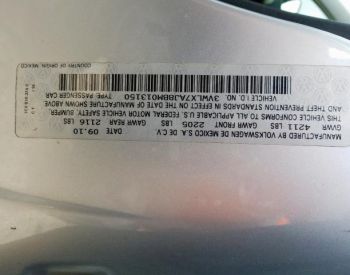 MANUFACTURED BY VOLKSWAGEN DE MEXICO S.A. DE C.V. DATE 09.10
4211 LBS GAWR FRONT 2205 LBS GAWR REAR 2116 LBS
THIS VEHICLE CONFORMS TO ALL APPLICABLE FEDERAL MOTOR VEHICLE SAFETY, BUMPER,
AND THEFT PREVENTION STANDARDS IN EFFECT ON THE DATE OF MANUFACTURE SHOWN ABOVE
VEHICLE I.D. NO. 3VWLX7AJ8BM013150 TYPE: PASSENGER CAR
COUNTRY OF ORIGIN: MEXICO